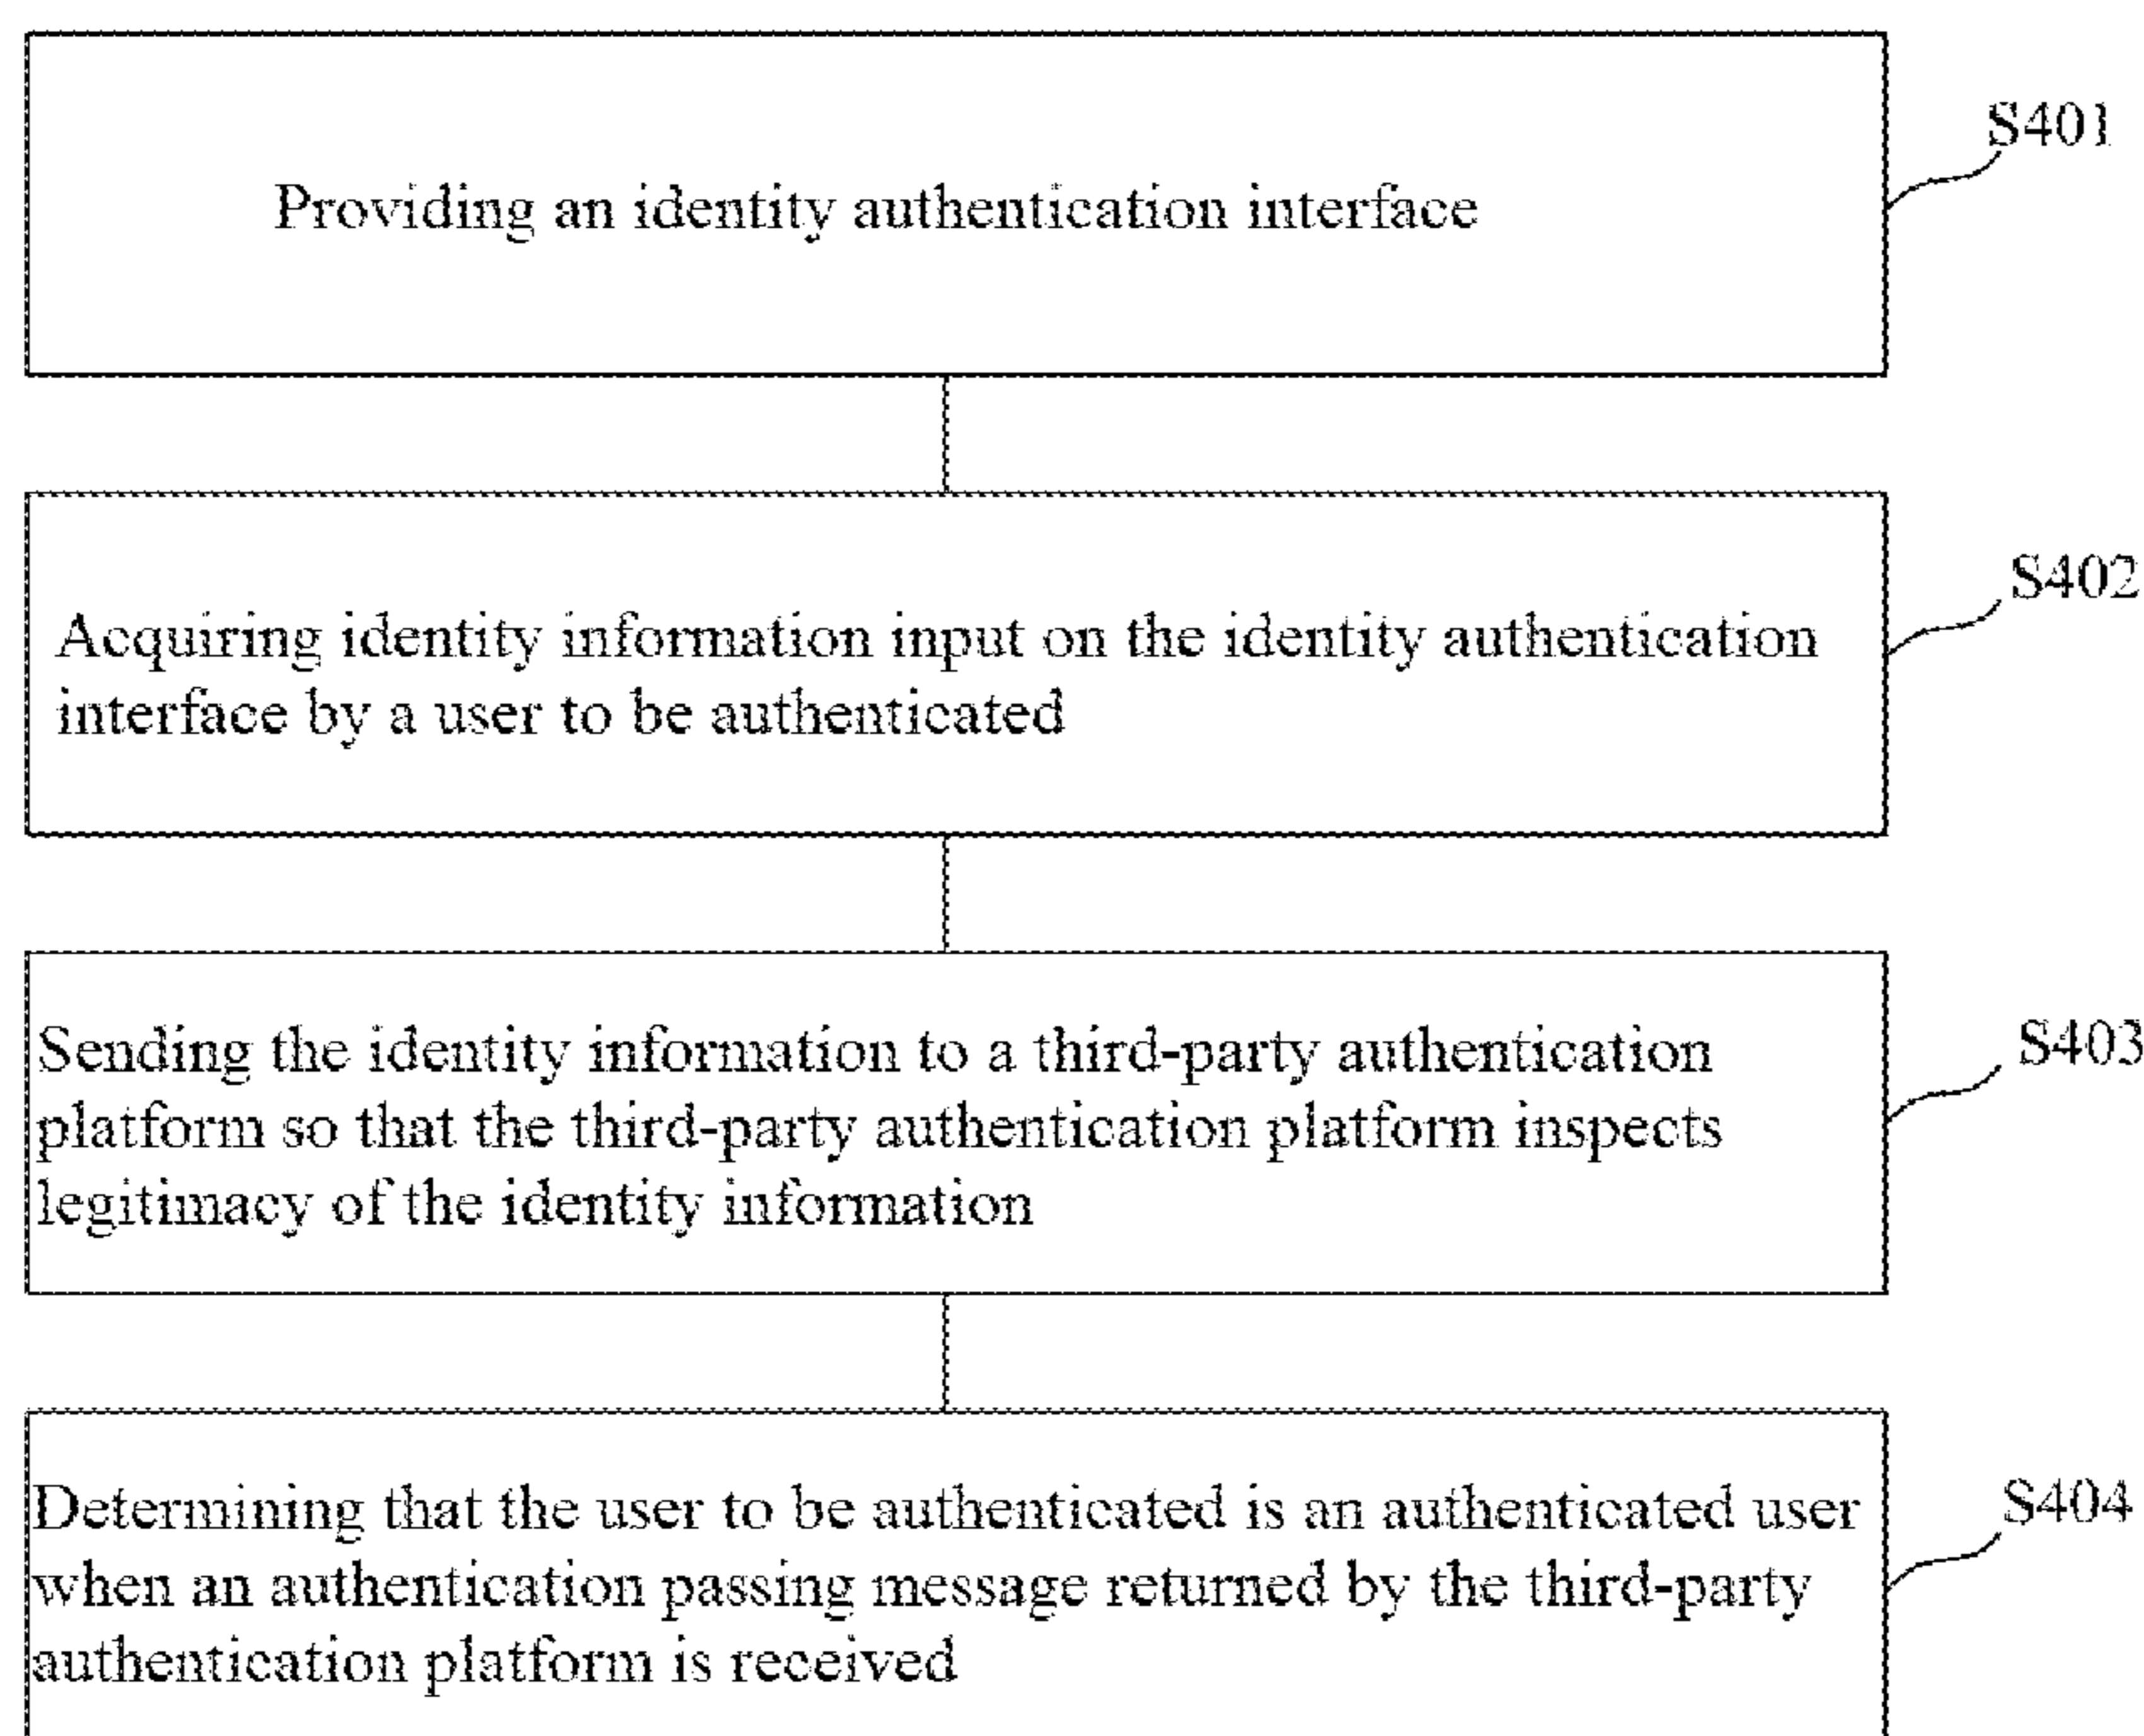 S401
Providing an identity authentication interface
S402
Acquiring identity information input on the identity authentication
interface by a user to be authenticated
S403
Sending the identity information to a third-party authentication
platform so that the third-party authentication platform inspects
legitimacy of the identity information
S404
Determining that the user to be authenticated is an authenticated user
when an authentication passing message returned by the third-party
authentication platform is received